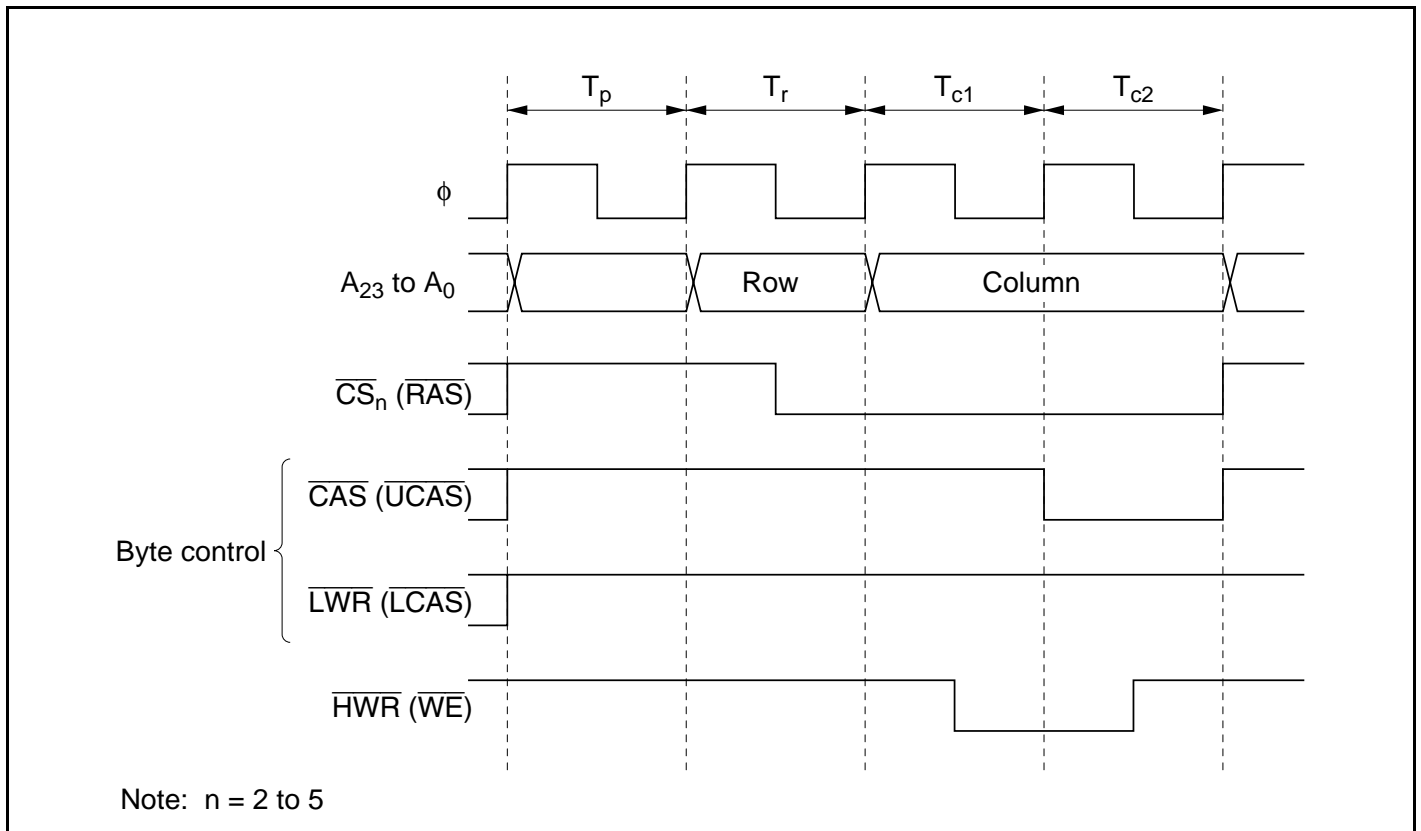 Tp Tr Tc1 Tc2
ϕ
A23 to A0 Row Column
CSn (RAS)
CAS (UCAS)
Byte control
LWR (LCAS)
HWR (WE)
Note: n = 2 to 5